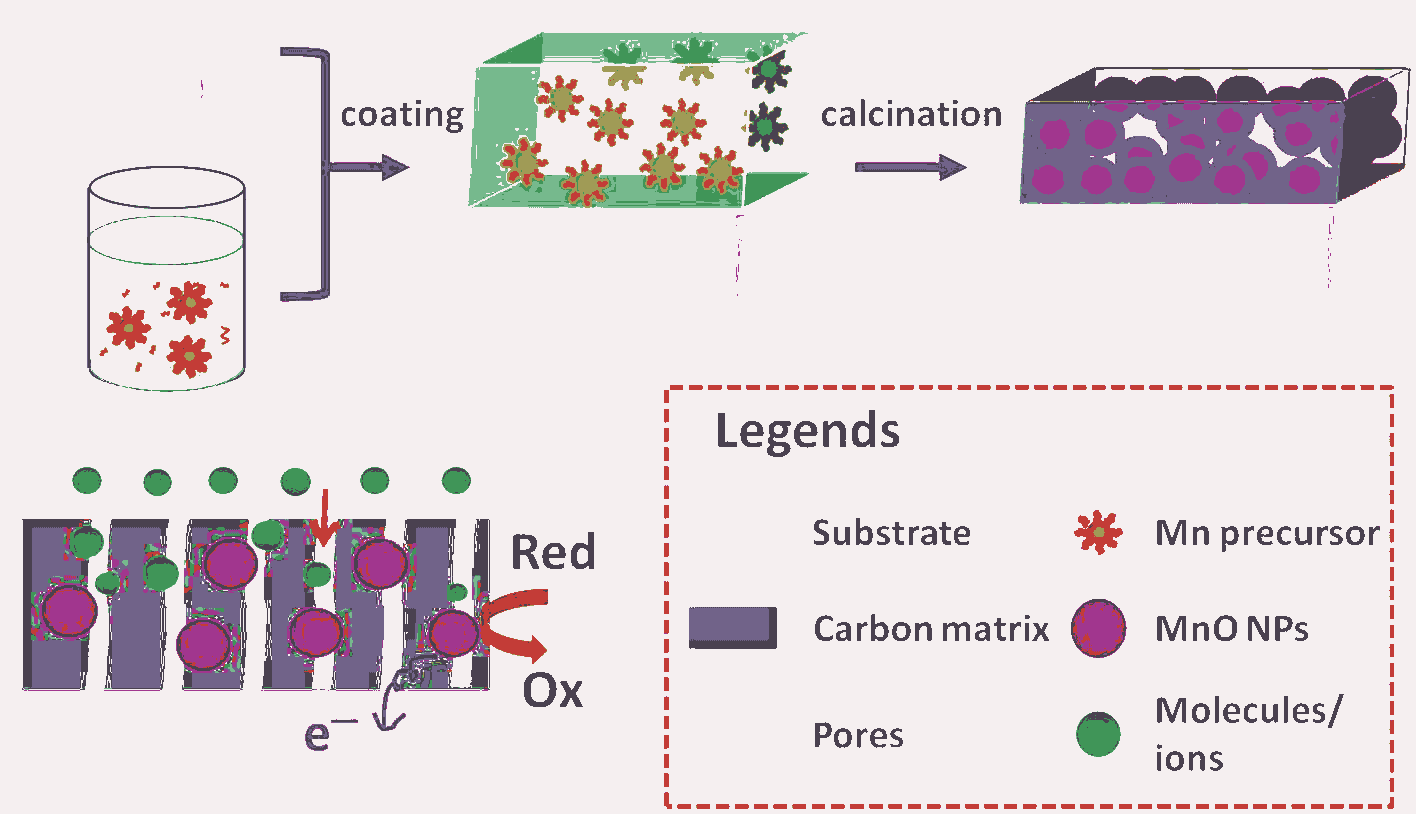 coating
calcination
Legends
Substrate
Mn precursor
Carbon matrix
MnO NPs
Pores
Molecules/
ions
Red
Ox
e⁻